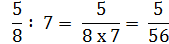 5/8 : 7 = 5/(8 x 7) = 5/56